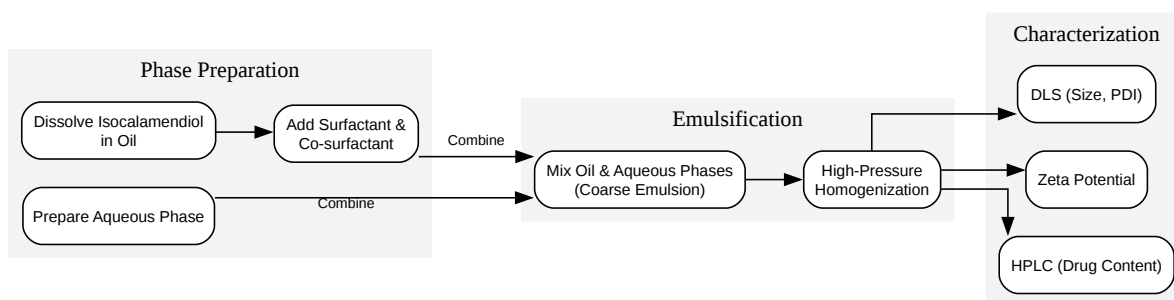 Phase Preparation
Dissolve Isocalamendiol
in Oil
Add Surfactant &
Co-surfactant
Prepare Aqueous Phase
Combine
Combine
Emulsification
Mix Oil & Aqueous Phases
(Coarse Emulsion)
High-Pressure
Homogenization
Characterization
DLS (Size, PDI)
Zeta Potential
HPLC (Drug Content)